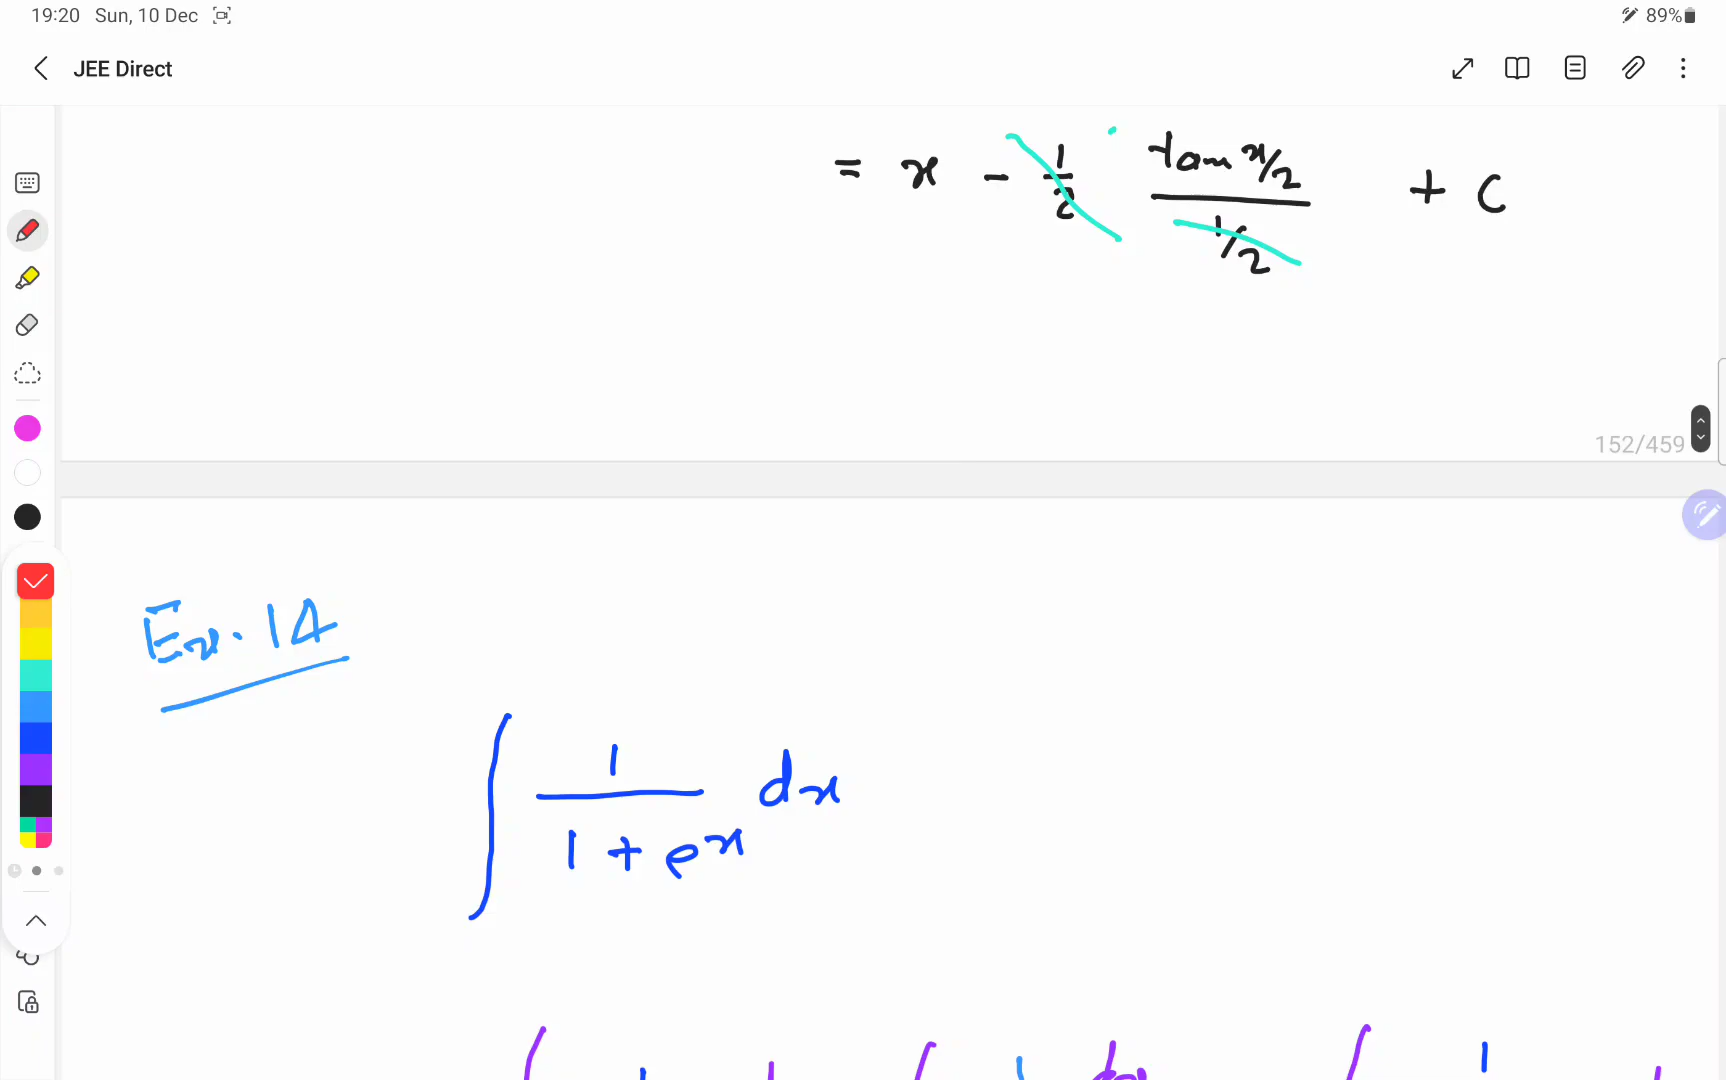 19:20 Sun, 10 Dec 89%
JEE Direct
= x - 1/2 (tan x/2)/(1/2) + C
152/459
Ex. 14
∫ 1/(1 + e^x) dx